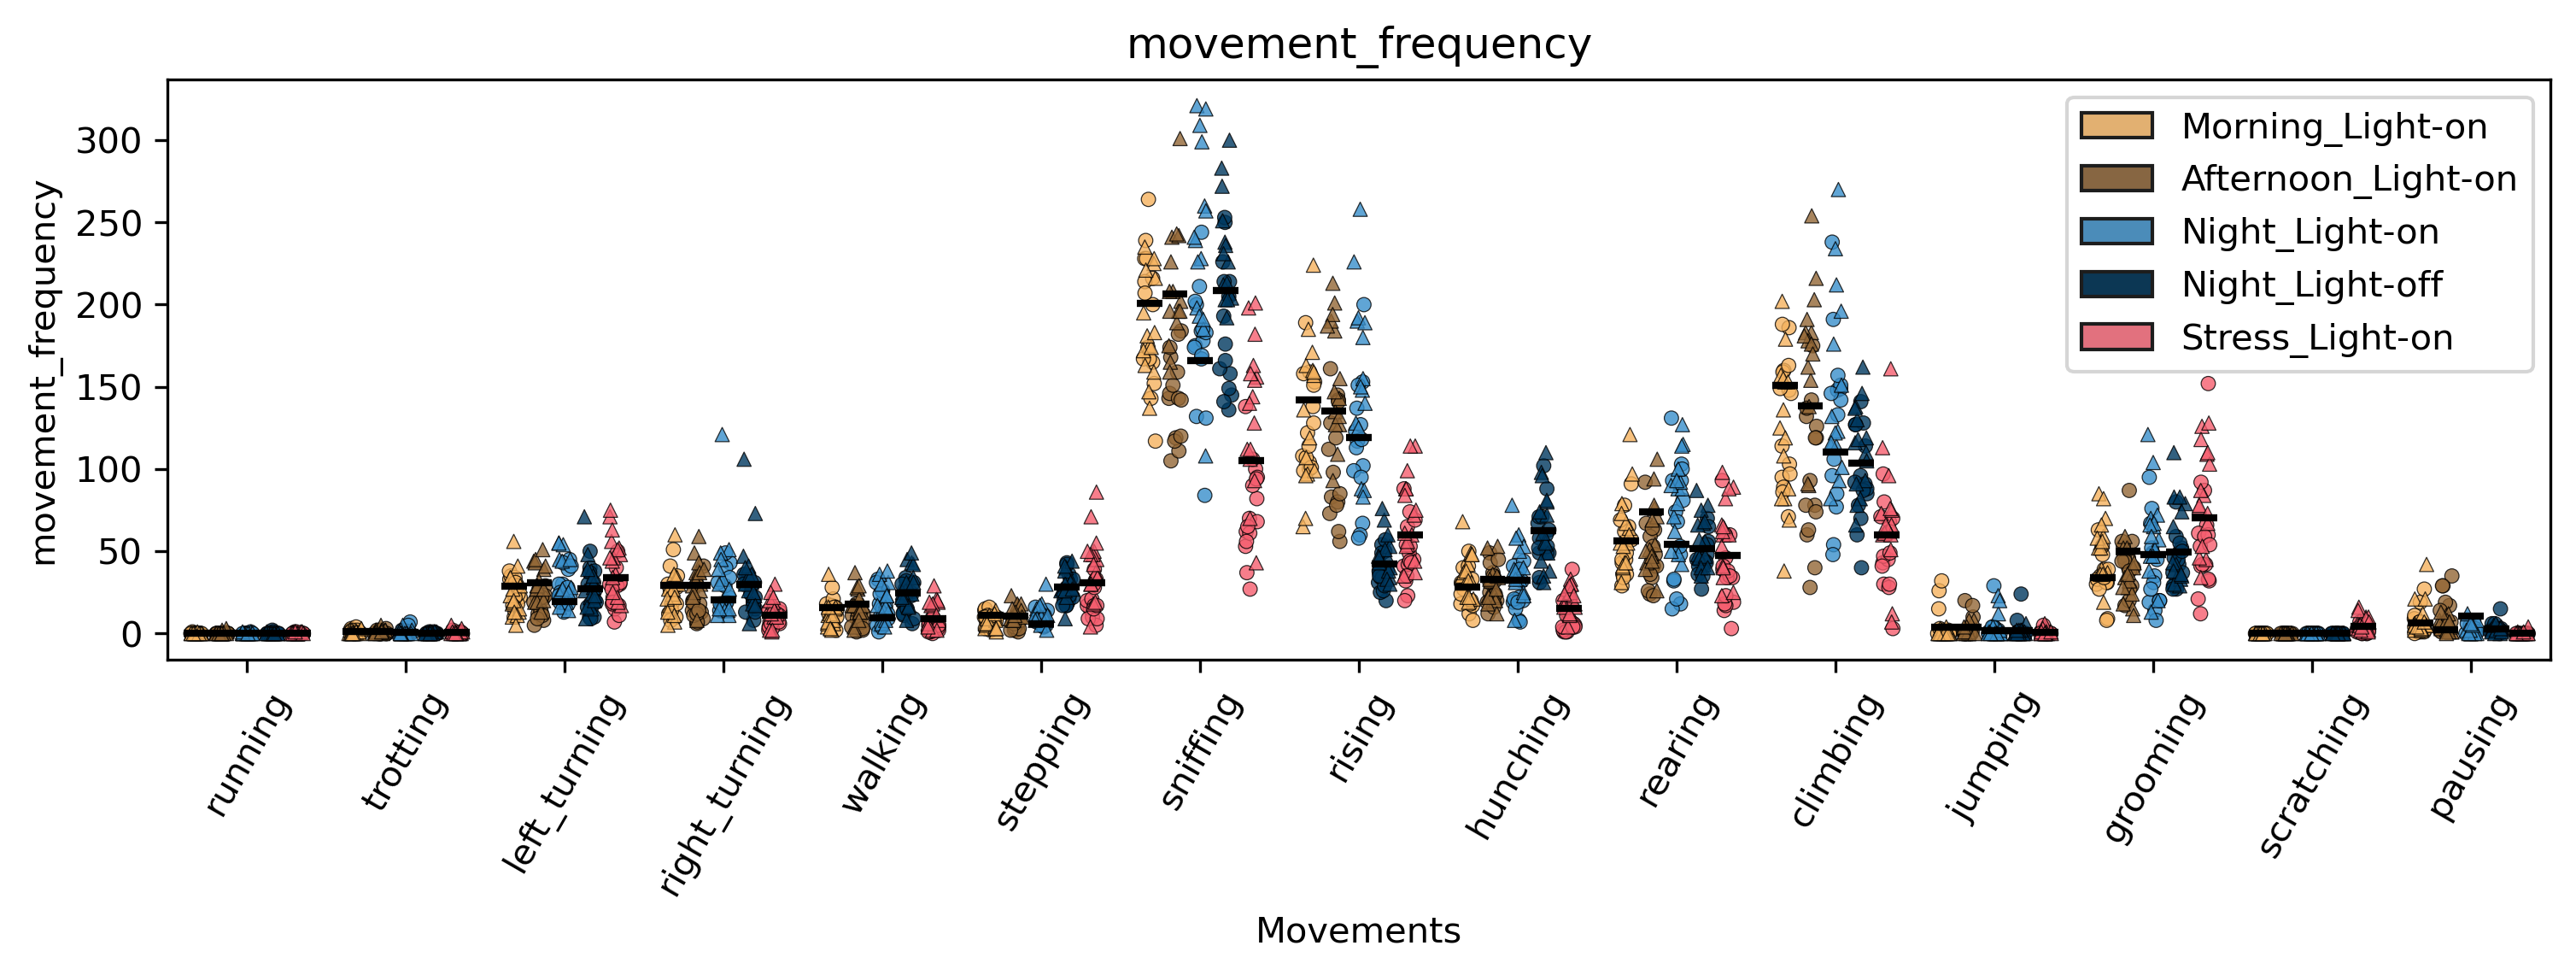 movement_frequency
movement_frequency
300
250
200
150
100
50
0
Morning_Light-on
Afternoon_Light-on
Night_Light-on
Night_Light-off
Stress_Light-on
running
trotting
left_turning
right_turning
walking
stepping
sniffing
rising
hunching
rearing
climbing
jumping
grooming
scratching
pausing
Movements